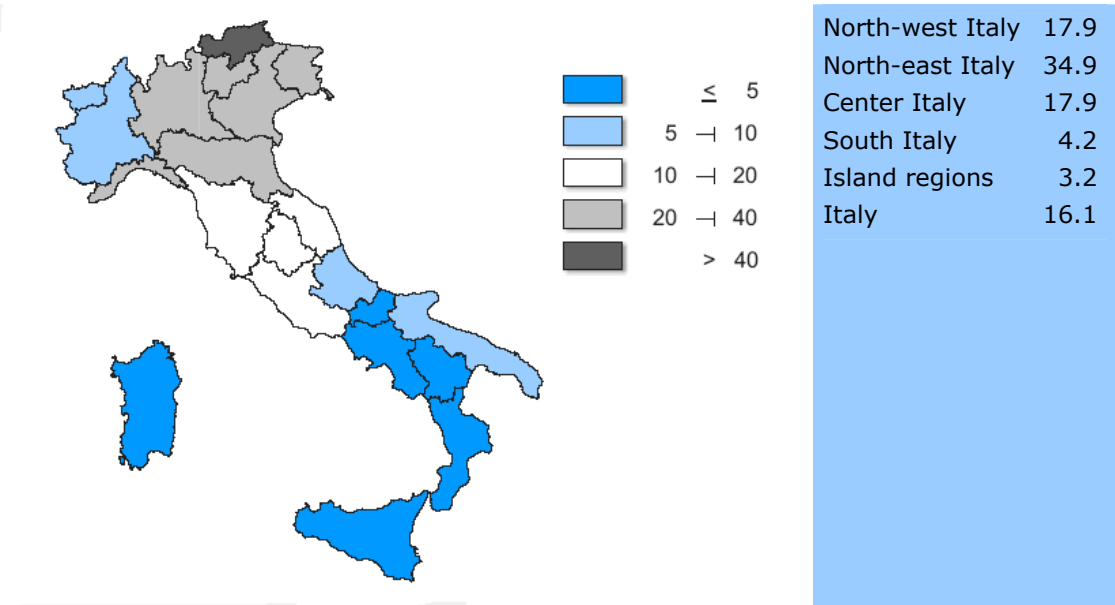 ≤ 5
5 ⊣ 10
10 ⊣ 20
20 ⊣ 40
> 40
North-west Italy 17.9
North-east Italy 34.9
Center Italy 17.9
South Italy 4.2
Island regions 3.2
Italy 16.1